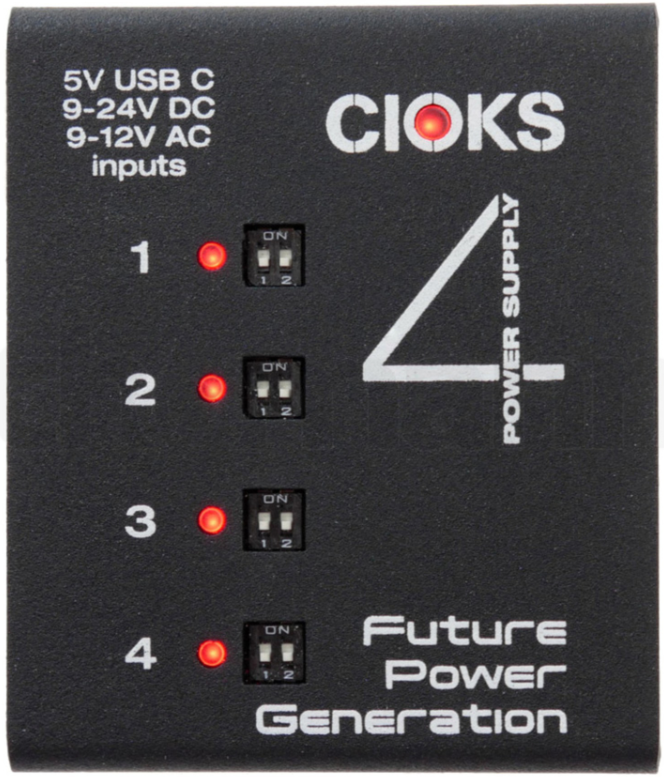 5V USB C
9-24V DC
9-12V AC
inputs
CIOKS
4
POWER SUPPLY
1
ON
1 2
2
ON
1 2
3
ON
1 2
4
ON
1 2
Future
Power
Generation